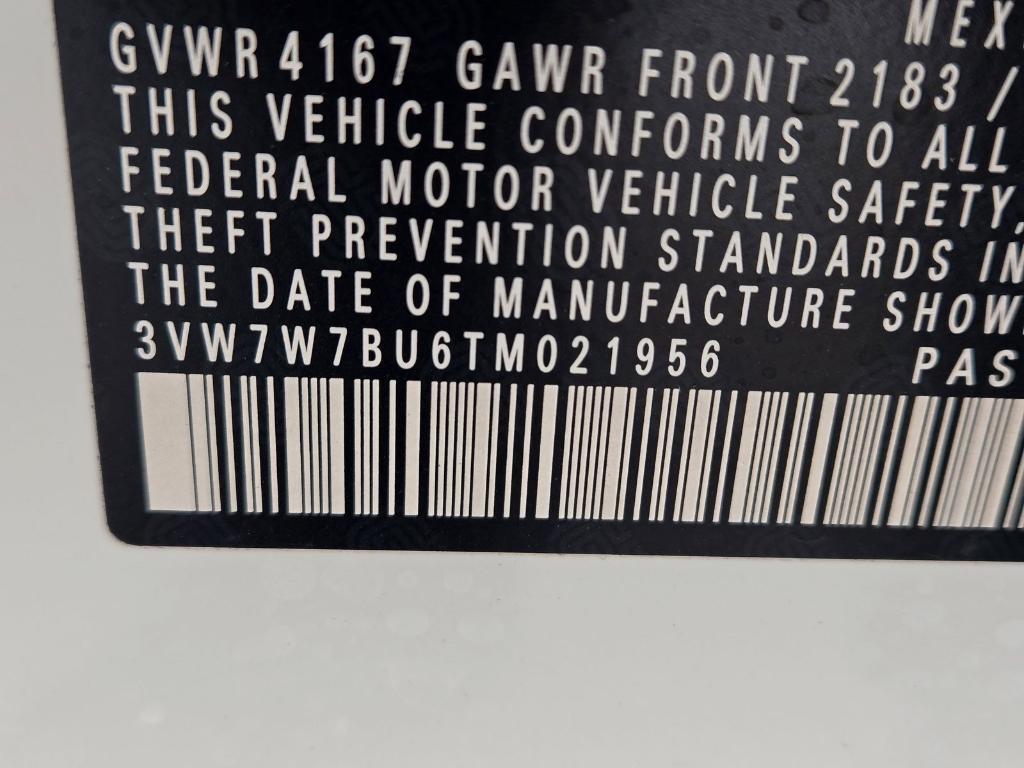 MEX
GVWR 4167 GAWR FRONT 2183 /
THIS VEHICLE CONFORMS TO ALL
FEDERAL MOTOR VEHICLE SAFETY,
THEFT PREVENTION STANDARDS IN
THE DATE OF MANUFACTURE SHOW
3VW7W7BU6TM021956 PAS